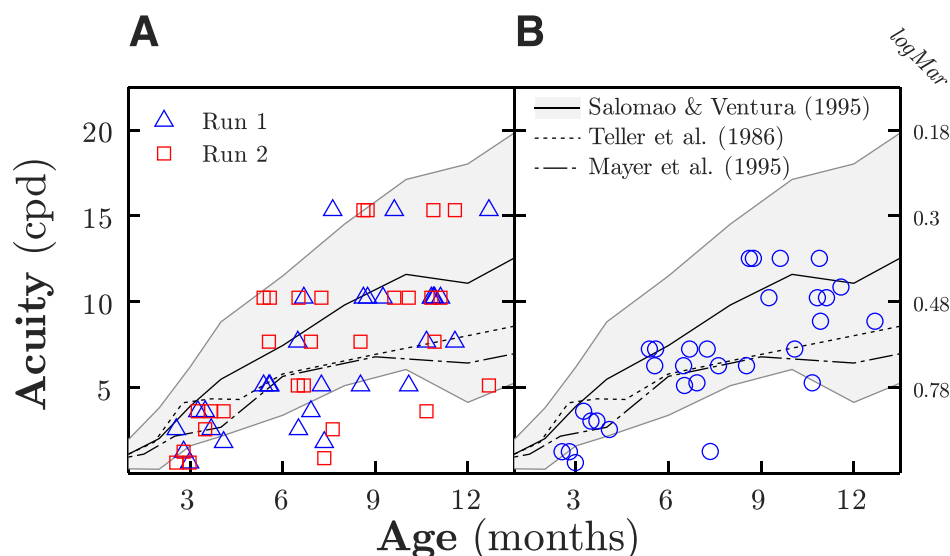 A
B
logMar
Run 1
Run 2
Salomao & Ventura (1995)
Teller et al. (1986)
Mayer et al. (1995)
Acuity (cpd)
20
15
10
5
0.18
0.3
0.48
0.78
3
6
9
12
3
6
9
12
Age (months)